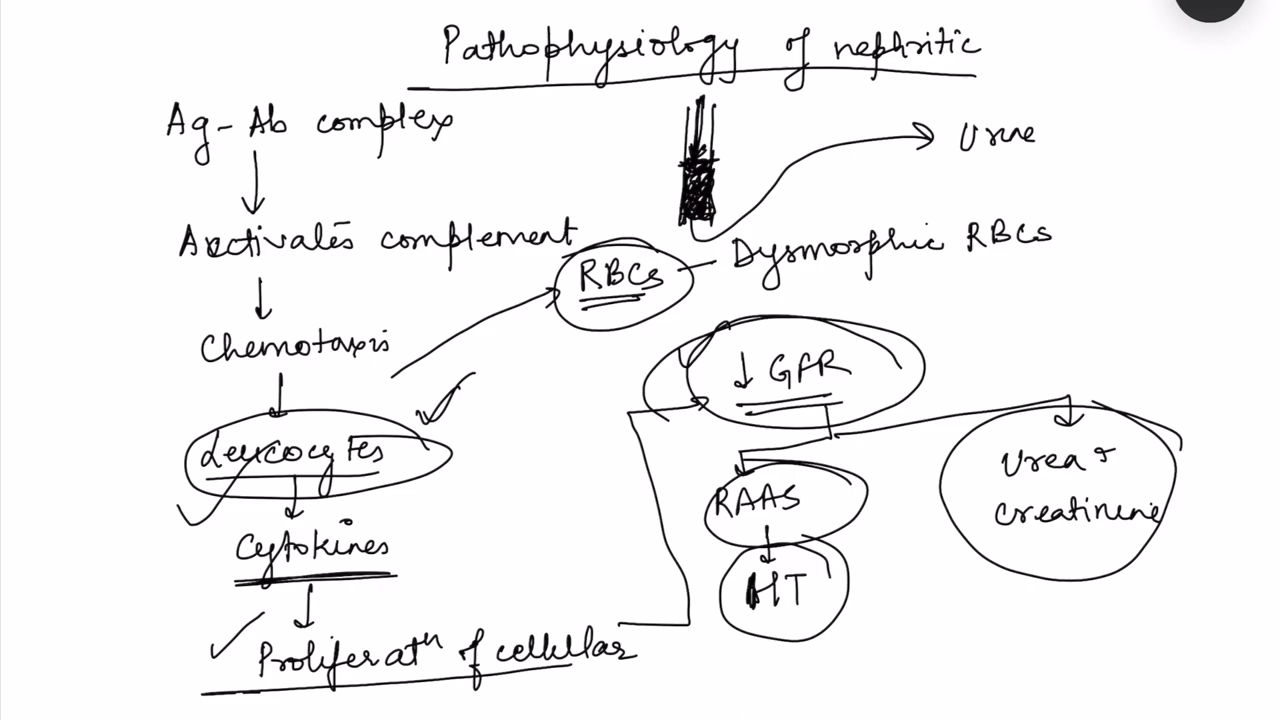 Pathophysiology of nephritic
Ag-Ab complex
Activates complement
Chemotaxis
Leucocytes
Cytokines
Proliferatn of cellular
Urine
RBCs
Dysmorphic RBCs
↓ GFR
RAAS
HT
Urea &
creatinine